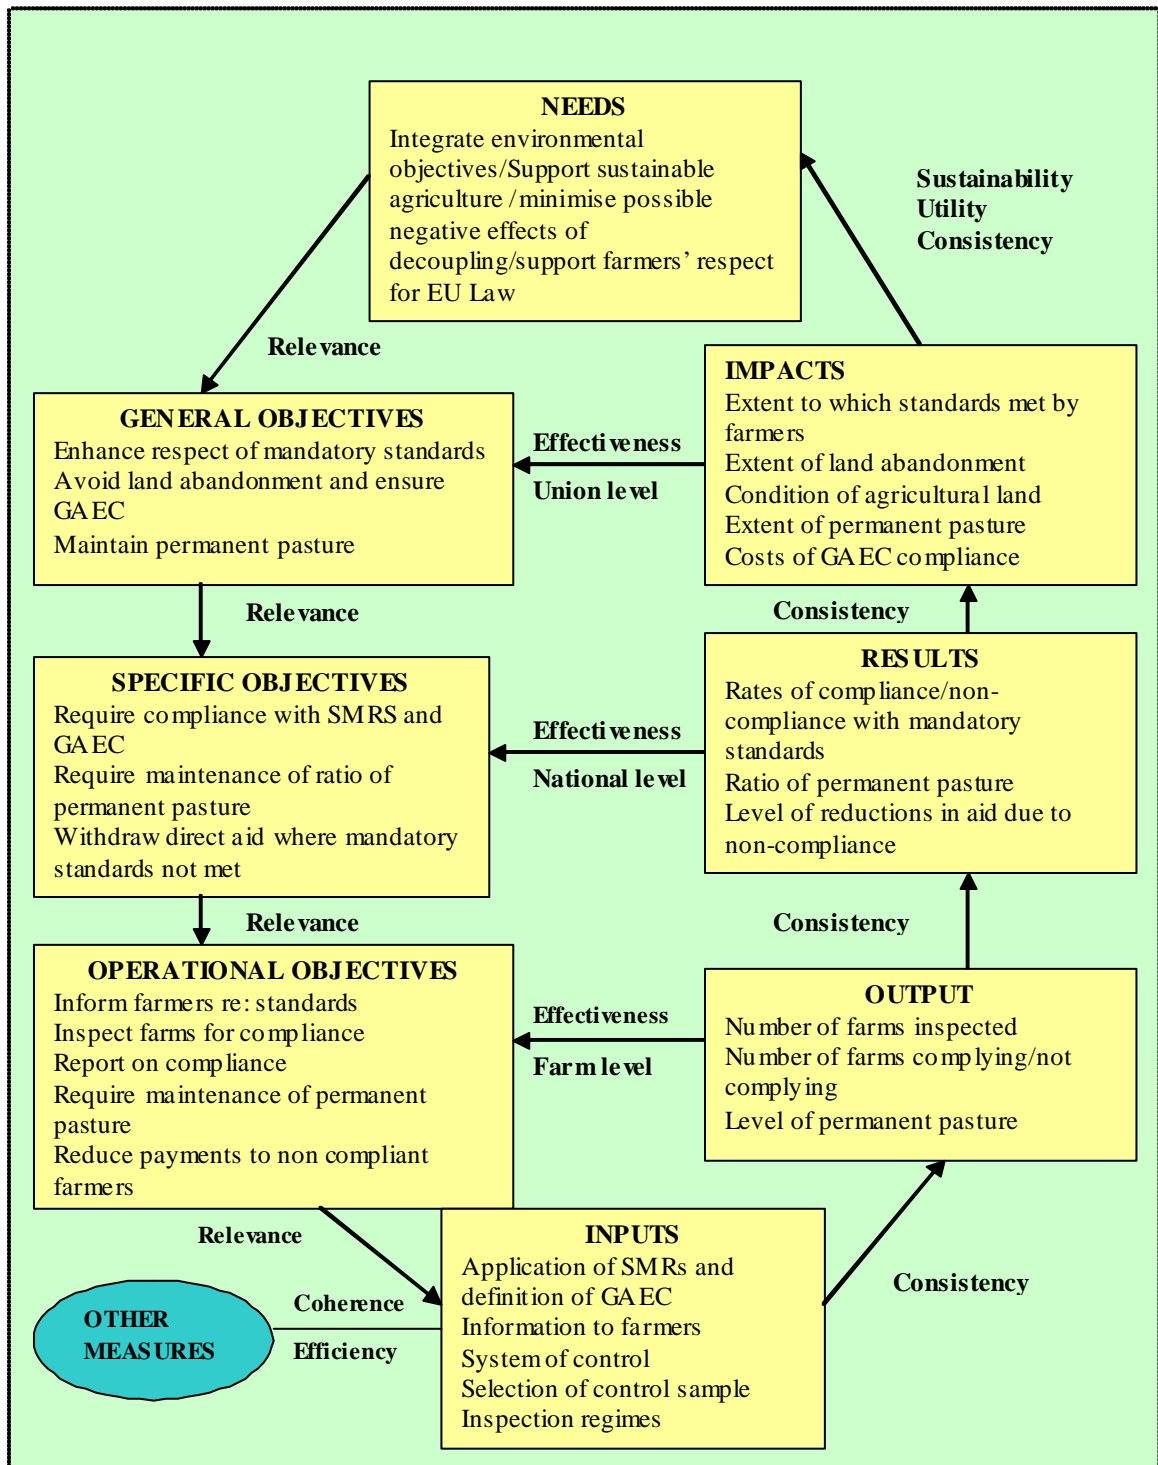 NEEDS
Integrate environmental
objectives/Support sustainable
agriculture /minimise possible
negative effects of
decoupling/support farmers’ respect
for EU Law
Sustainability
Utility
Consistency
Relevance
GENERAL OBJECTIVES
Enhance respect of mandatory standards
Avoid land abandonment and ensure
GAEC
Maintain permanent pasture
Effectiveness
Union level
IMPACTS
Extent to which standards met by
farmers
Extent of land abandonment
Condition of agricultural land
Extent of permanent pasture
Costs of GAEC compliance
Relevance
Consistency
SPECIFIC OBJECTIVES
Require compliance with SMRS and
GAEC
Require maintenance of ratio of
permanent pasture
Withdraw direct aid where mandatory
standards not met
Effectiveness
National level
RESULTS
Rates of compliance/non-
compliance with mandatory
standards
Ratio of permanent pasture
Level of reductions in aid due to
non-compliance
Relevance
Consistency
OPERATIONAL OBJECTIVES
Inform farmers re: standards
Inspect farms for compliance
Report on compliance
Require maintenance of permanent
pasture
Reduce payments to non compliant
farmers
Effectiveness
Farm level
OUTPUT
Number of farms inspected
Number of farms complying/not
complying
Level of permanent pasture
Relevance
Consistency
OTHER
MEASURES
Coherence
Efficiency
INPUTS
Application of SMRs and
definition of GAEC
Information to farmers
System of control
Selection of control sample
Inspection regimes